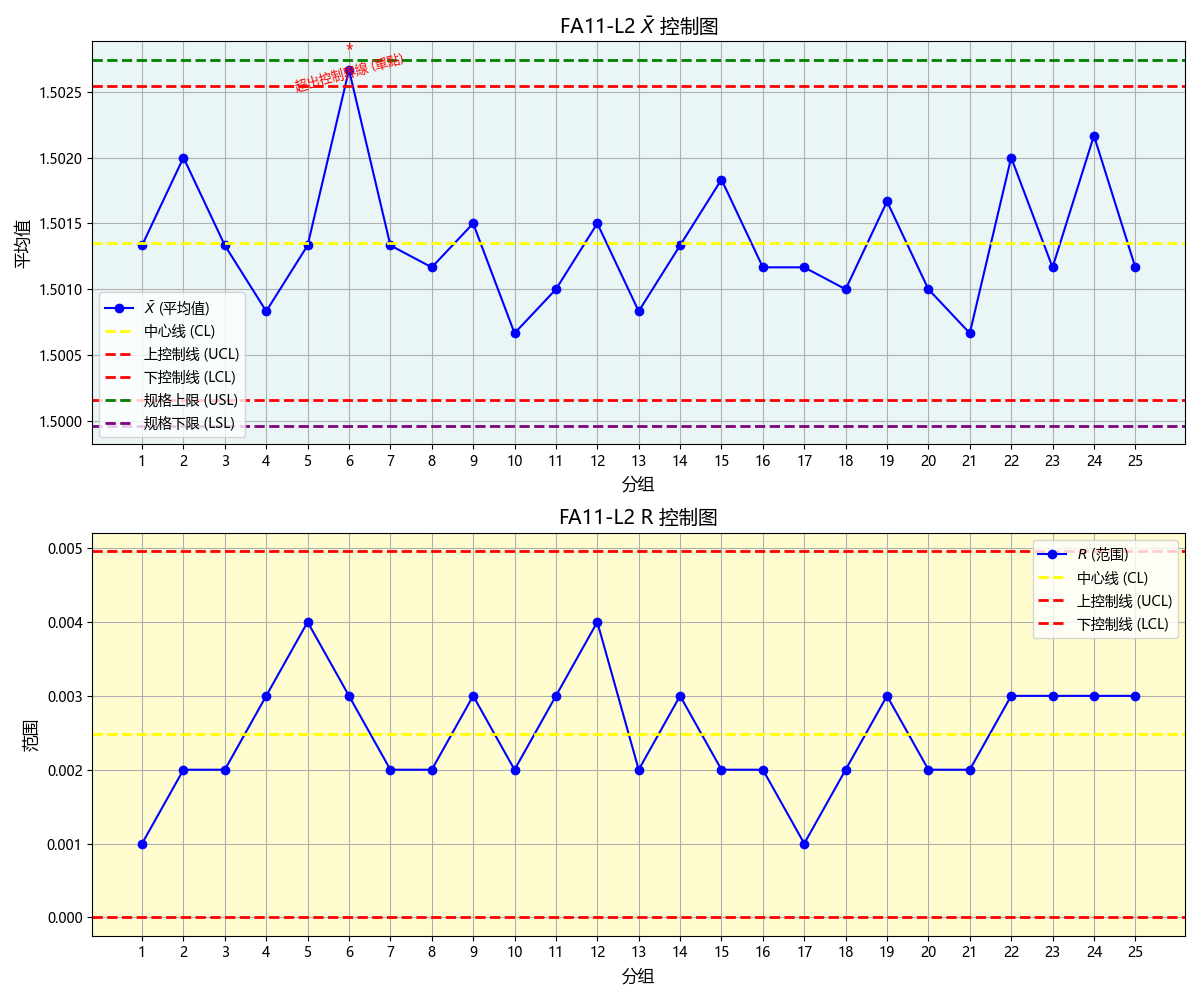 FA11-L2 X̄ 控制图
*
超出控制界線 (單點)
平均值
1.5025
1.5020
1.5015
1.5010
1.5005
1.5000
X̄ (平均值)
中心线 (CL)
上控制线 (UCL)
下控制线 (LCL)
规格上限 (USL)
规格下限 (LSL)
1 2 3 4 5 6 7 8 9 10 11 12 13 14 15 16 17 18 19 20 21 22 23 24 25
分组
FA11-L2 R 控制图
范围
0.005
0.004
0.003
0.002
0.001
0.000
R (范围)
中心线 (CL)
上控制线 (UCL)
下控制线 (LCL)
1 2 3 4 5 6 7 8 9 10 11 12 13 14 15 16 17 18 19 20 21 22 23 24 25
分组